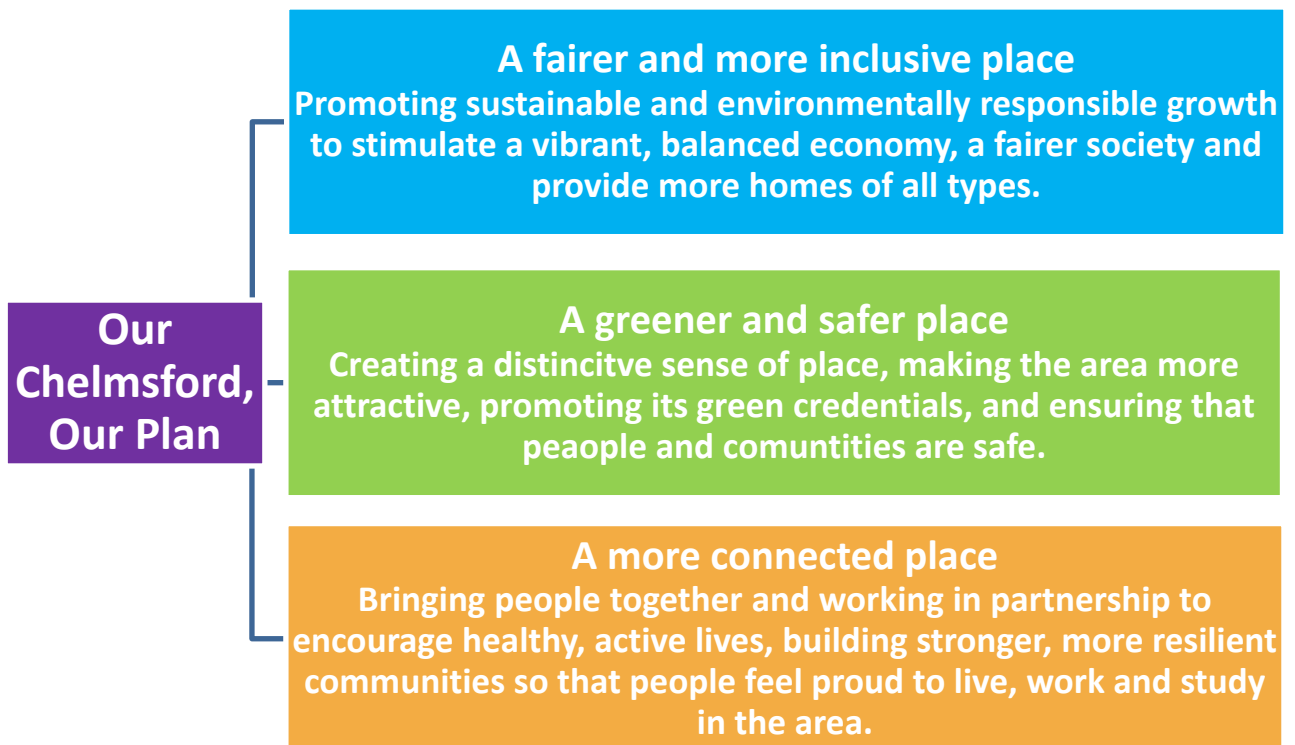 Our
Chelmsford,
Our Plan
A fairer and more inclusive place
Promoting sustainable and environmentally responsible growth
to stimulate a vibrant, balanced economy, a fairer society and
provide more homes of all types.
A greener and safer place
Creating a distincitve sense of place, making the area more
attractive, promoting its green credentials, and ensuring that
peaople and comuntities are safe.
A more connected place
Bringing people together and working in partnership to
encourage healthy, active lives, building stronger, more resilient
communities so that people feel proud to live, work and study
in the area.